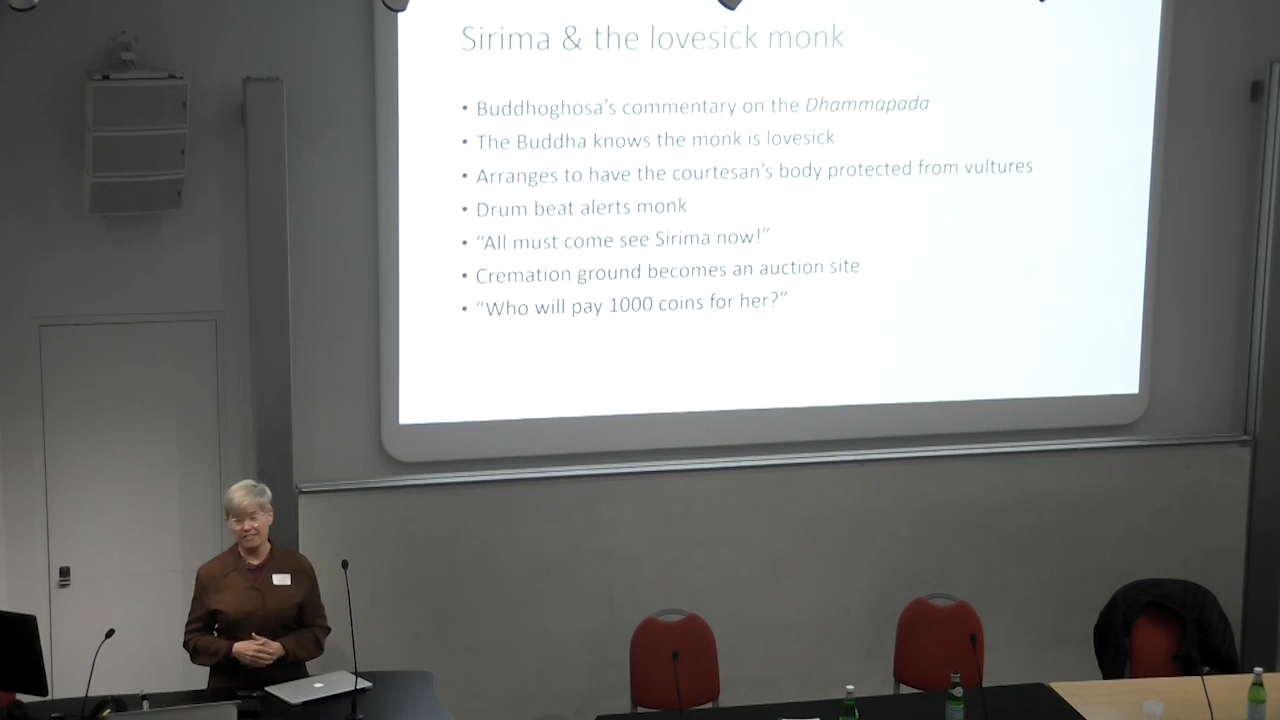 Sirima & the lovesick monk
• Buddhoghosa's commentary on the Dhammapada
• The Buddha knows the monk is lovesick
• Arranges to have the courtesan's body protected from vultures
• Drum beat alerts monk
• “All must come see Sirima now!”
• Cremation ground becomes an auction site
• “Who will pay 1000 coins for her?”